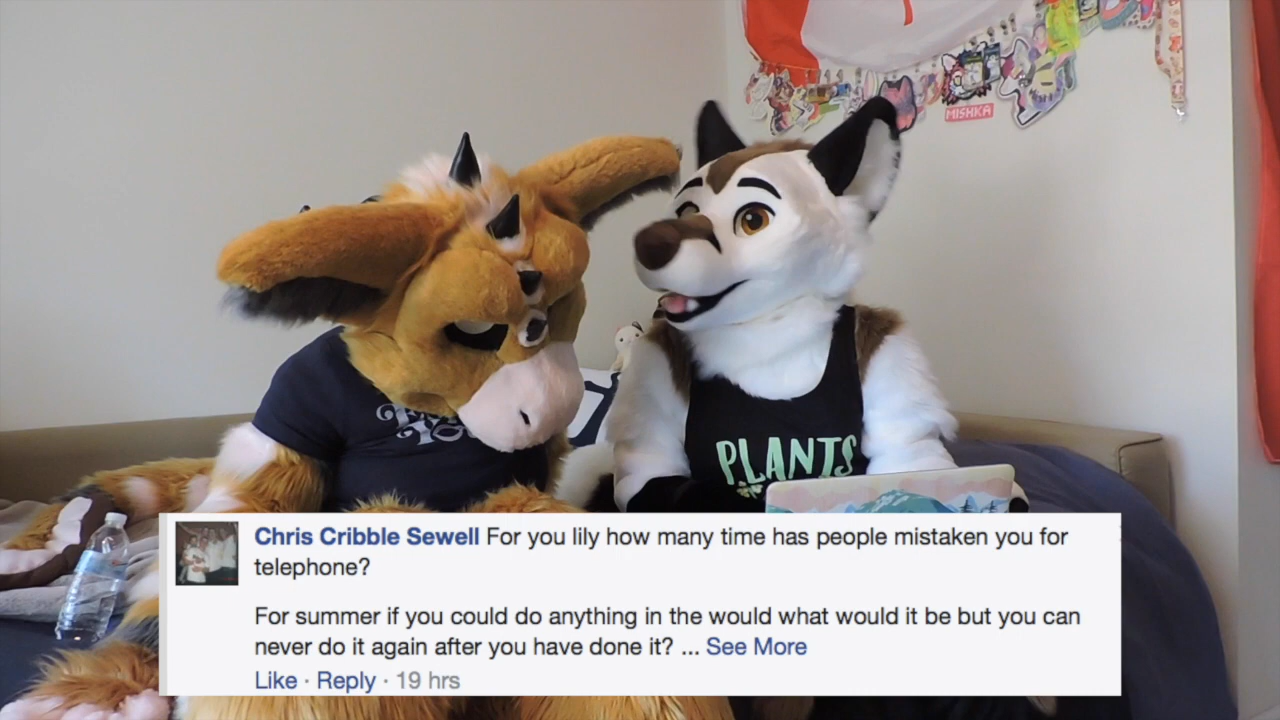 MISHKA
PLANTS
Chris Cribble Sewell For you lily how many time has people mistaken you for
telephone?
For summer if you could do anything in the would what would it be but you can
never do it again after you have done it? ... See More
Like · Reply · 19 hrs